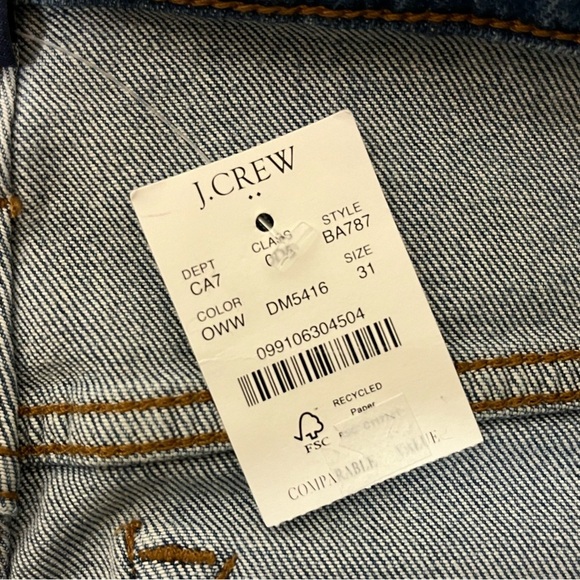 J.CREW
DEPT CLASS STYLE
CA7 BA787
COLOR SIZE
OWW DM5416 31
099106304504
RECYCLED
Paper
FSC
COMPARABLE VALUE